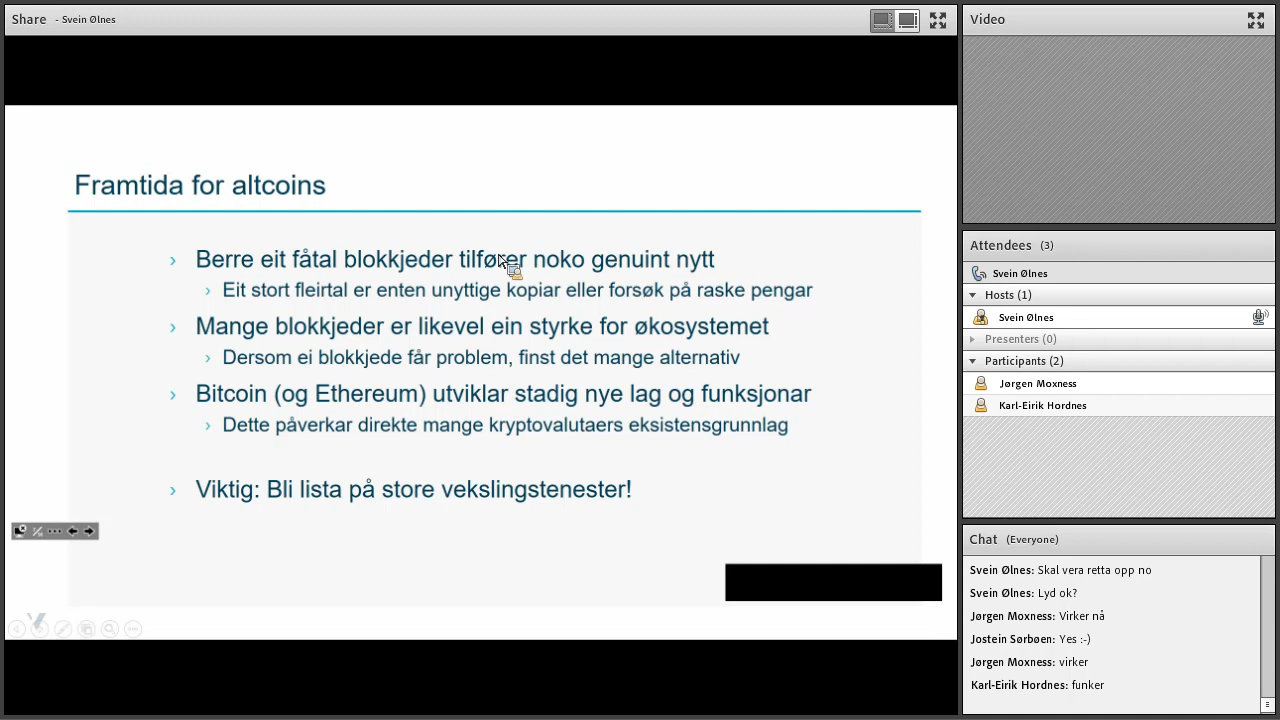 Share - Svein Ølnes
Framtida for altcoins
› Berre eit fåtal blokkjeder tilfører noko genuint nytt
› Eit stort fleirtal er enten unyttige kopiar eller forsøk på raske pengar
› Mange blokkjeder er likevel ein styrke for økosystemet
› Dersom ei blokkjede får problem, finst det mange alternativ
› Bitcoin (og Ethereum) utviklar stadig nye lag og funksjonar
› Dette påverkar direkte mange kryptovalutaers eksistensgrunnlag
› Viktig: Bli lista på store vekslingstenester!
Video
Attendees (3)
Svein Ølnes
Hosts (1)
Svein Ølnes
Presenters (0)
Participants (2)
Jørgen Moxness
Karl-Eirik Hordnes
Chat (Everyone)
Svein Ølnes: Skal vera retta opp no
Svein Ølnes: Lyd ok?
Jørgen Moxness: Virker nå
Jostein Sørbøen: Yes :-)
Jørgen Moxness: virker
Karl-Eirik Hordnes: funker